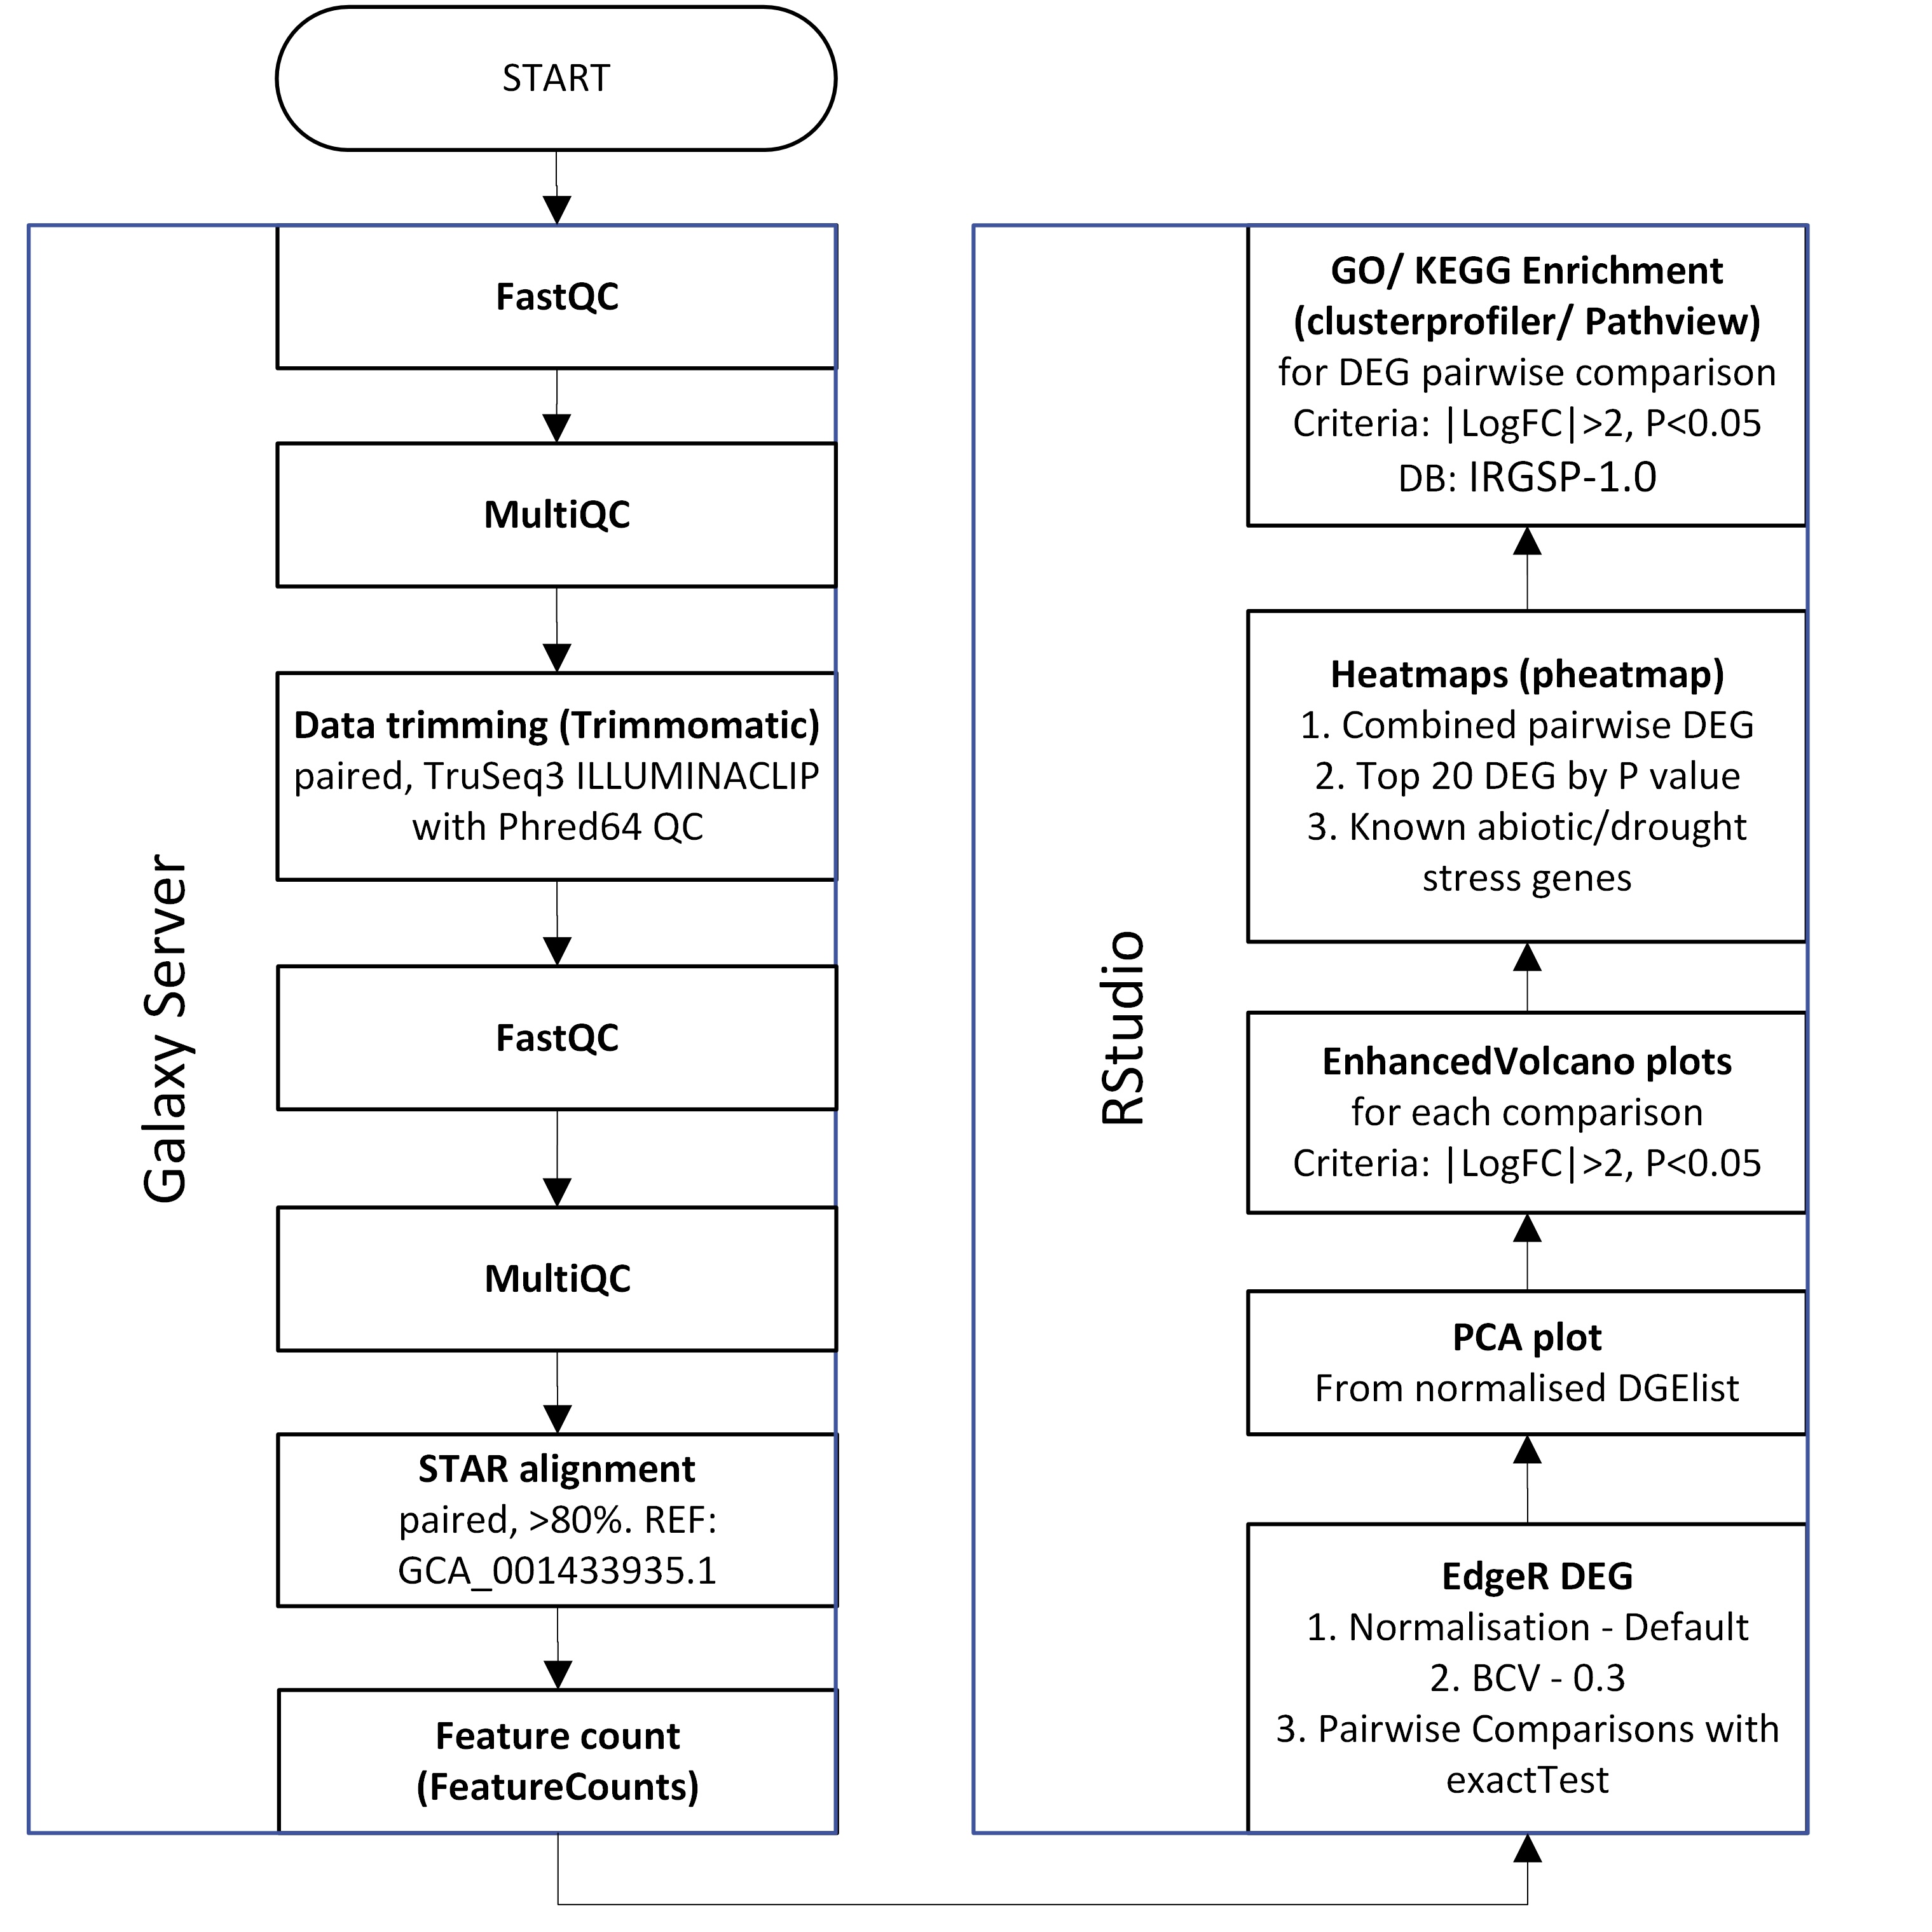 START
Galaxy Server
FastQC
MultiQC
Data trimming (Trimmomatic)
paired, TruSeq3 ILLUMINACLIP
with Phred64 QC
FastQC
MultiQC
STAR alignment
paired, >80%. REF:
GCA_001433935.1
Feature count
(FeatureCounts)
RStudio
GO/ KEGG Enrichment
(clusterprofiler/ Pathview)
for DEG pairwise comparison
Criteria: |LogFC|>2, P<0.05
DB: IRGSP-1.0
Heatmaps (pheatmap)
1. Combined pairwise DEG
2. Top 20 DEG by P value
3. Known abiotic/drought
stress genes
EnhancedVolcano plots
for each comparison
Criteria: |LogFC|>2, P<0.05
PCA plot
From normalised DGElist
EdgeR DEG
1. Normalisation - Default
2. BCV - 0.3
3. Pairwise Comparisons with
exactTest